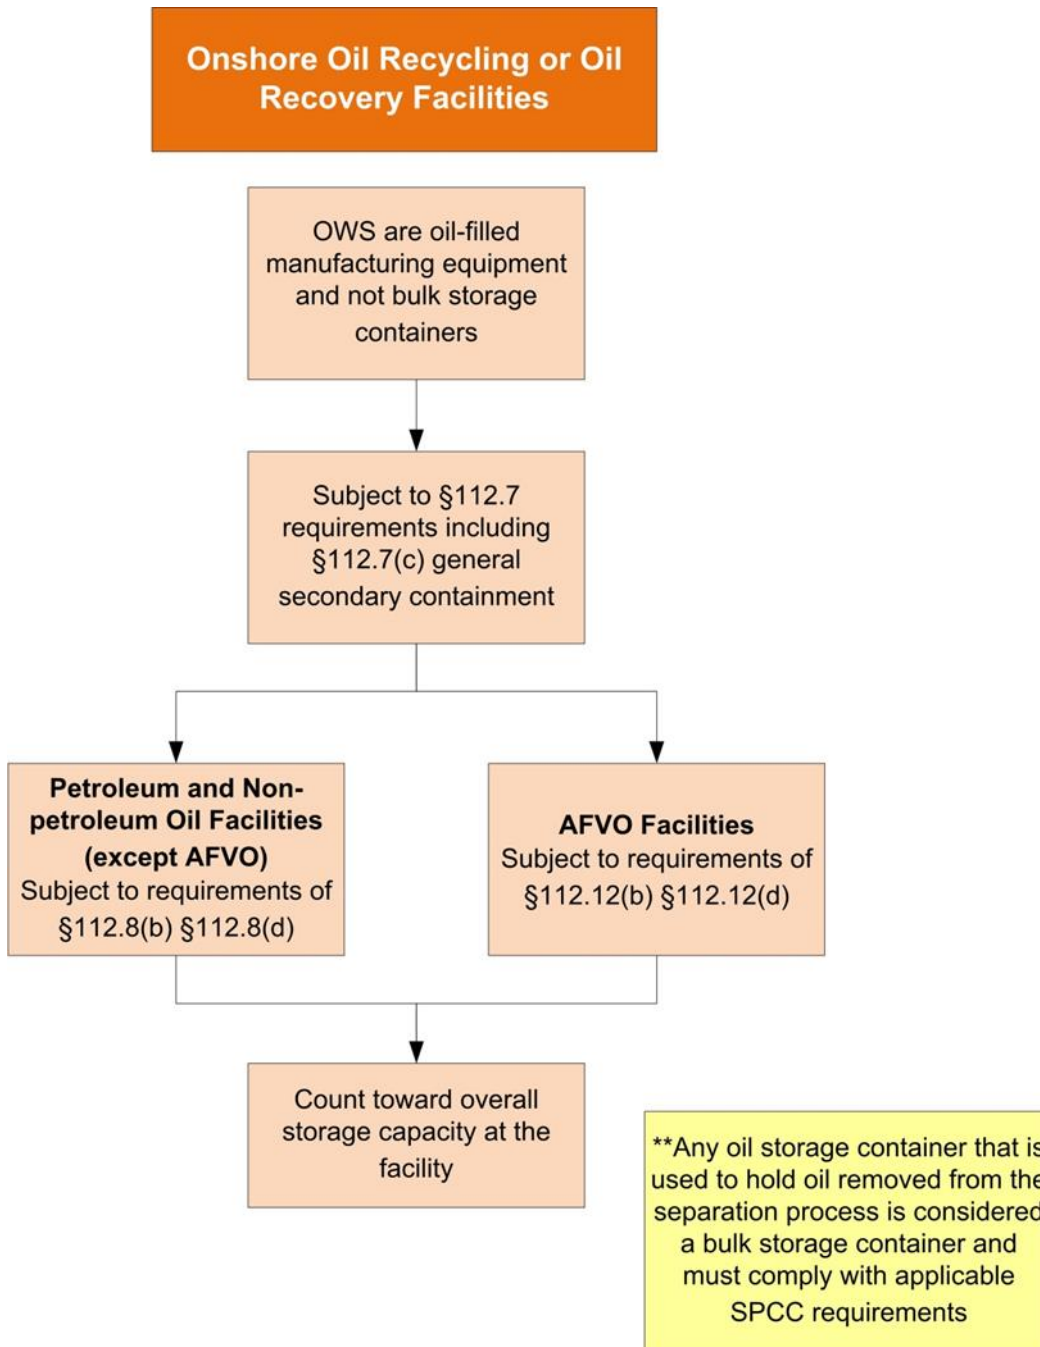 Onshore Oil Recycling or Oil
Recovery Facilities
OWS are oil-filled
manufacturing equipment
and not bulk storage
containers
Subject to §112.7
requirements including
§112.7(c) general
secondary containment
Petroleum and Non-
petroleum Oil Facilities
(except AFVO)
Subject to requirements of
§112.8(b) §112.8(d)
AFVO Facilities
Subject to requirements of
§112.12(b) §112.12(d)
Count toward overall
storage capacity at the
facility
**Any oil storage container that is
used to hold oil removed from the
separation process is considered
a bulk storage container and
must comply with applicable
SPCC requirements